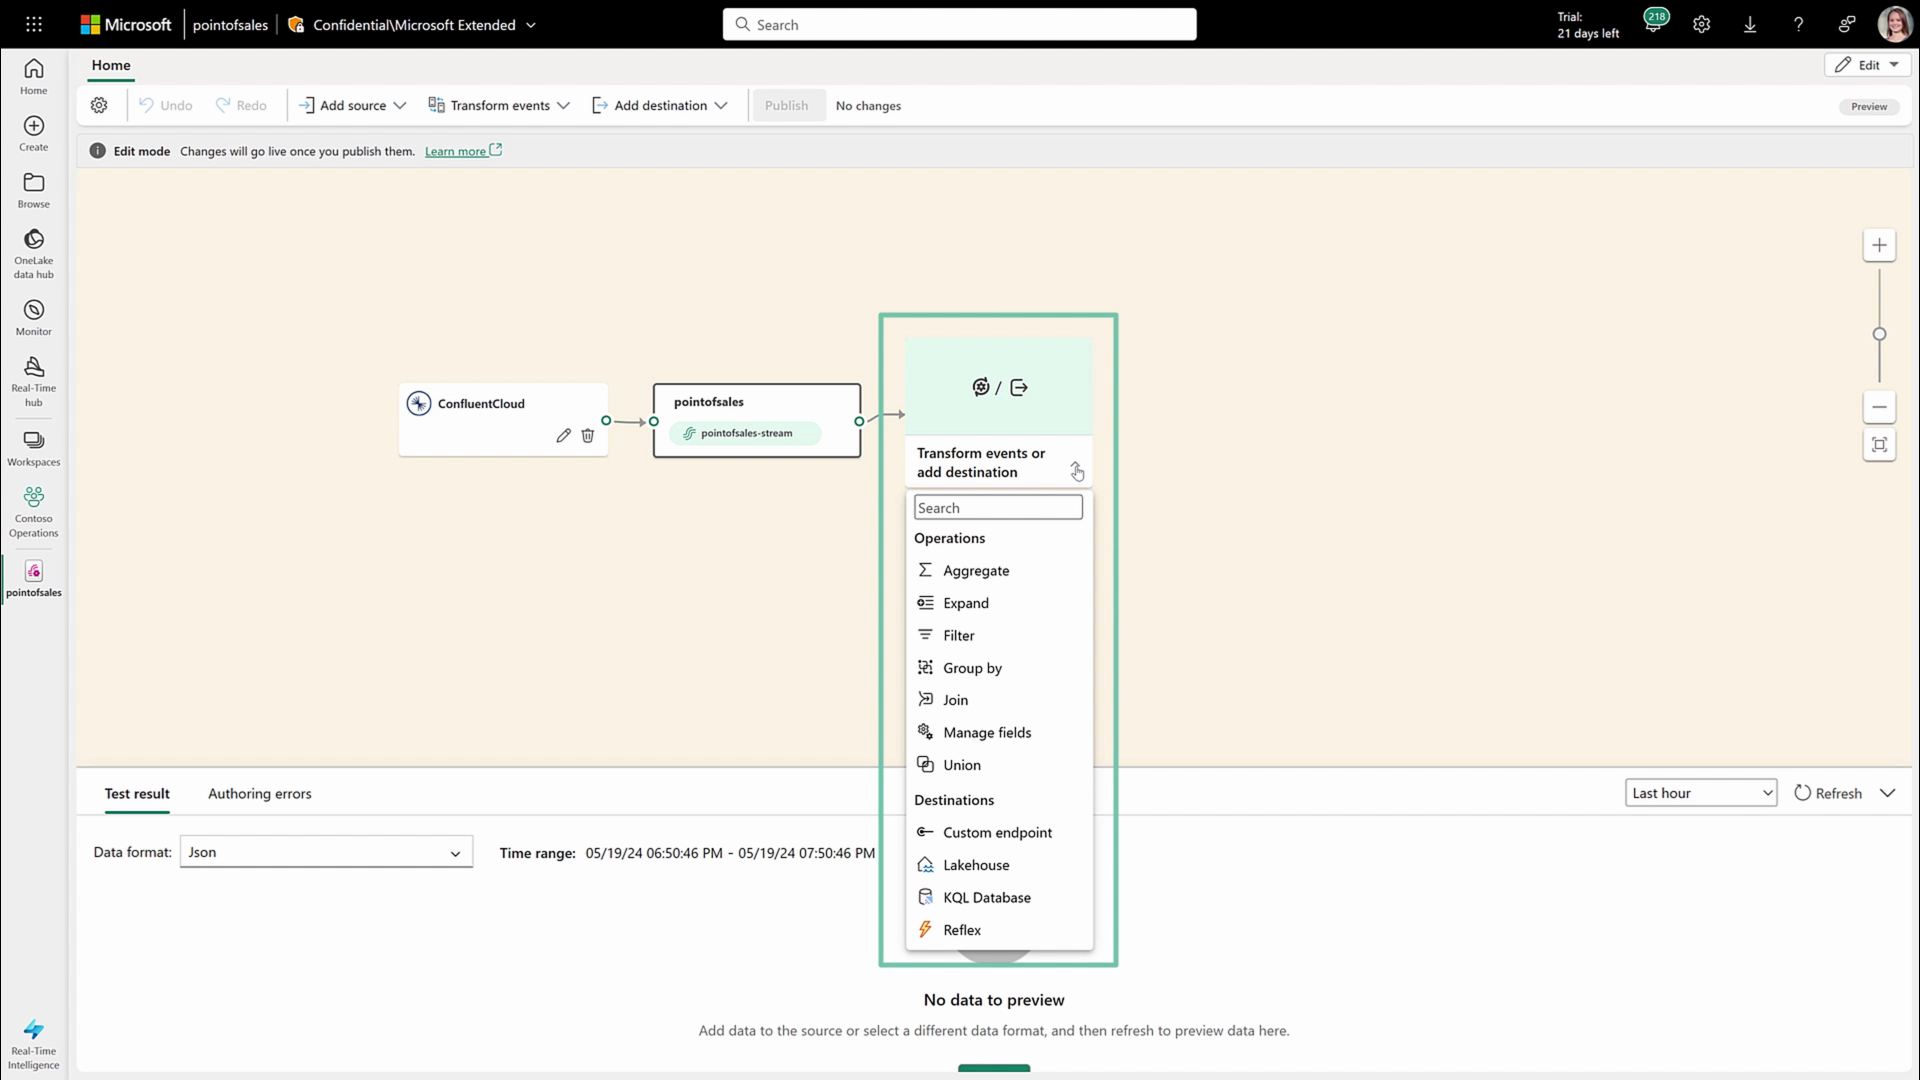 Microsoft
pointofsales
Confidential\Microsoft Extended
Search
Trial:
21 days left
218
Home
Edit
Undo
Redo
Add source
Transform events
Add destination
Publish
No changes
Preview
Edit mode
Changes will go live once you publish them.
Learn more
Home
Create
Browse
OneLake
data hub
Monitor
Real-Time
hub
Workspaces
Contoso
Operations
pointofsales
Real-Time
Intelligence
ConfluentCloud
pointofsales
pointofsales-stream
/
Transform events or
add destination
Search
Operations
Aggregate
Expand
Filter
Group by
Join
Manage fields
Union
Destinations
Custom endpoint
Lakehouse
KQL Database
Reflex
Test result
Authoring errors
Last hour
Refresh
Data format:
Json
Time range: 05/19/24 06:50:46 PM - 05/19/24 07:50:46 PM
No data to preview
Add data to the source or select a different data format, and then refresh to preview data here.